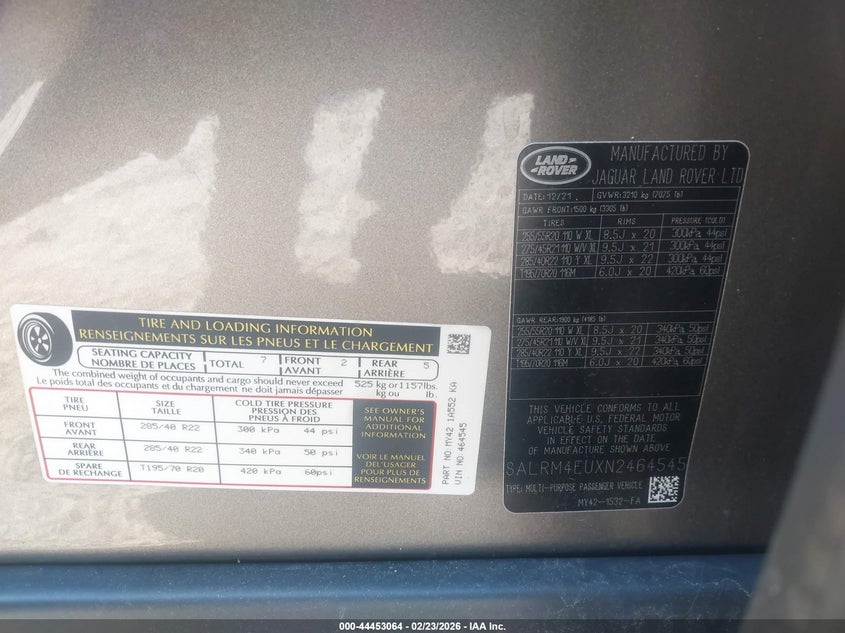 TIRE AND LOADING INFORMATION
RENSEIGNEMENTS SUR LES PNEUS ET LE CHARGEMENT
SEATING CAPACITY
NOMBRE DE PLACES
TOTAL 7
FRONT
AVANT 2
REAR
ARRIÈRE 5
The combined weight of occupants and cargo should never exceed 525 kg or 1157lbs.
Le poids total des occupants et du chargement ne doit jamais dépasser kg ou lb.
TIRE
PNEU
SIZE
TAILLE
COLD TIRE PRESSURE
PRESSION DES
PNEUS À FROID
FRONT
AVANT
285/40 R22
300 kPa 44 psi
REAR
ARRIÈRE
285/40 R22
340 kPa 50 psi
SPARE
DE RECHANGE
T195/70 R20
420 kPa 60psi
SEE OWNER'S
MANUAL FOR
ADDITIONAL
INFORMATION
VOIR LE MANUEL
DE L'USAGER
POUR PLUS DE
RENSEIGNEMENTS
PART NO: MY42 1A552 KA
VIN NO: 464545
LAND
ROVER
MANUFACTURED BY
JAGUAR LAND ROVER LTD
DATE: 12/21 GVWR: 3210 kg (7075 lb)
GAWR FRONT: 1500 kg (3305 lb)
TIRES RIMS PRESSURE (COLD)
255/55R20 110 W XL 8.5J x 20 300kPa, 44psi
275/45R21 110 W/V XL 9.5J x 21 300kPa, 44psi
285/40R22 110 Y XL 9.5J x 22 300kPa, 44psi
T195/70R20 116M 6.0J x 20 420kPa, 60psi
GAWR REAR: 1900 kg (4185 lb)
255/55R20 110 W XL 8.5J x 20 340kPa, 50psi
275/45R21 110 W/V XL 9.5J x 21 340kPa, 50psi
285/40R22 110 Y XL 9.5J x 22 340kPa, 50psi
T195/70R20 116M 6.0J x 20 420kPa, 60psi
THIS VEHICLE CONFORMS TO ALL
APPLICABLE U.S. FEDERAL MOTOR
VEHICLE SAFETY STANDARDS
IN EFFECT ON THE DATE
OF MANUFACTURE SHOWN ABOVE
SALRM4EUXN2464545
TYPE: MULTI-PURPOSE PASSENGER VEHICLE
MY42-1532-FA
000-44453064 - 02/23/2026 - IAA Inc.